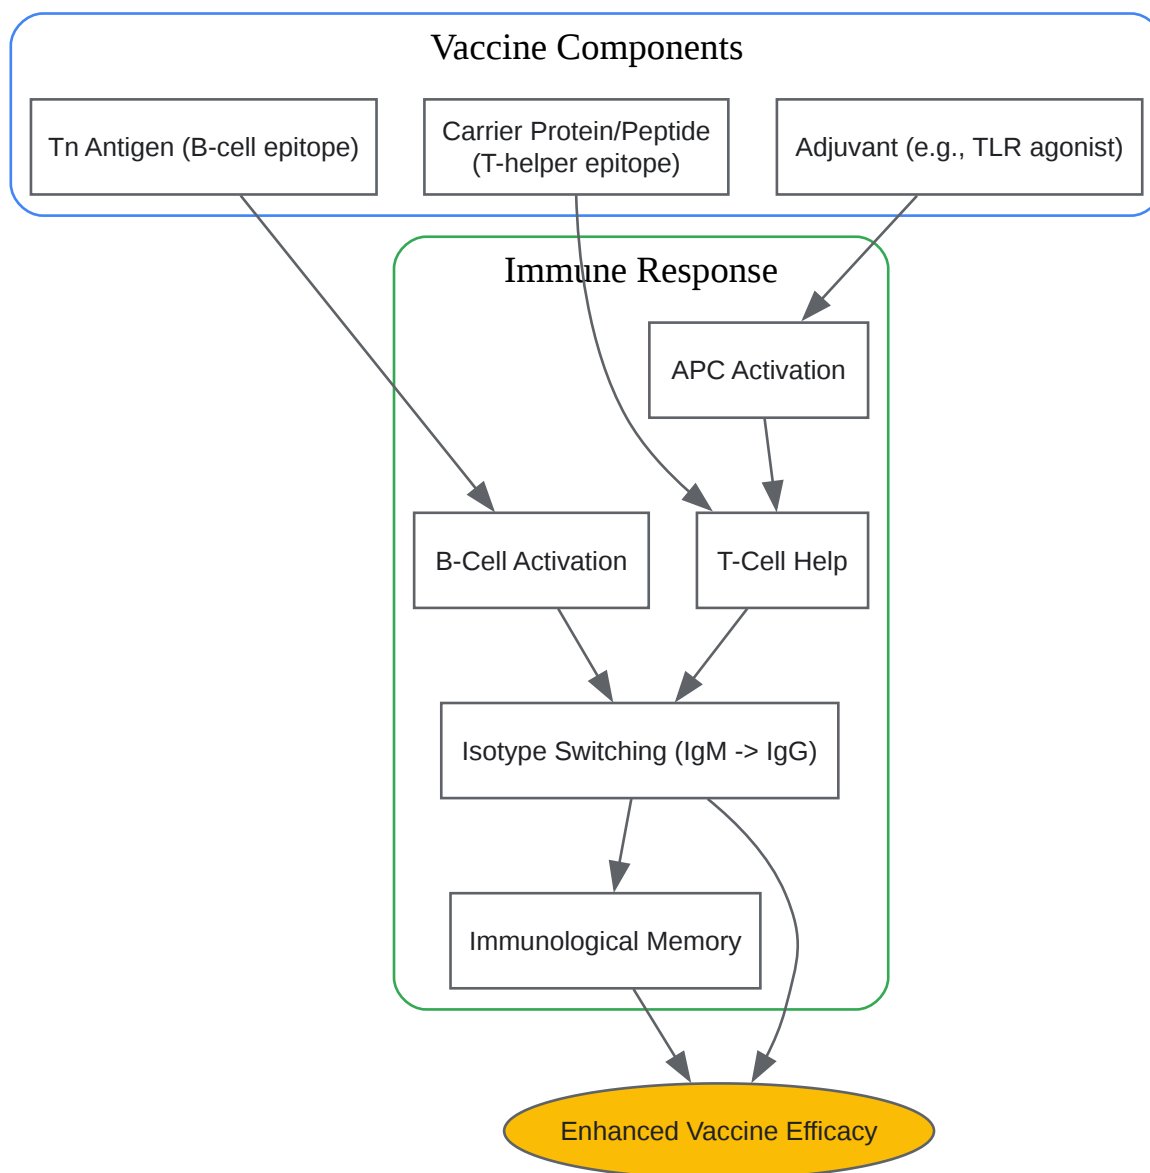 Vaccine Components
Tn Antigen (B-cell epitope)
Carrier Protein/Peptide
(T-helper epitope)
Adjuvant (e.g., TLR agonist)
Immune Response
APC Activation
B-Cell Activation
T-Cell Help
Isotype Switching (IgM -> IgG)
Immunological Memory
Enhanced Vaccine Efficacy